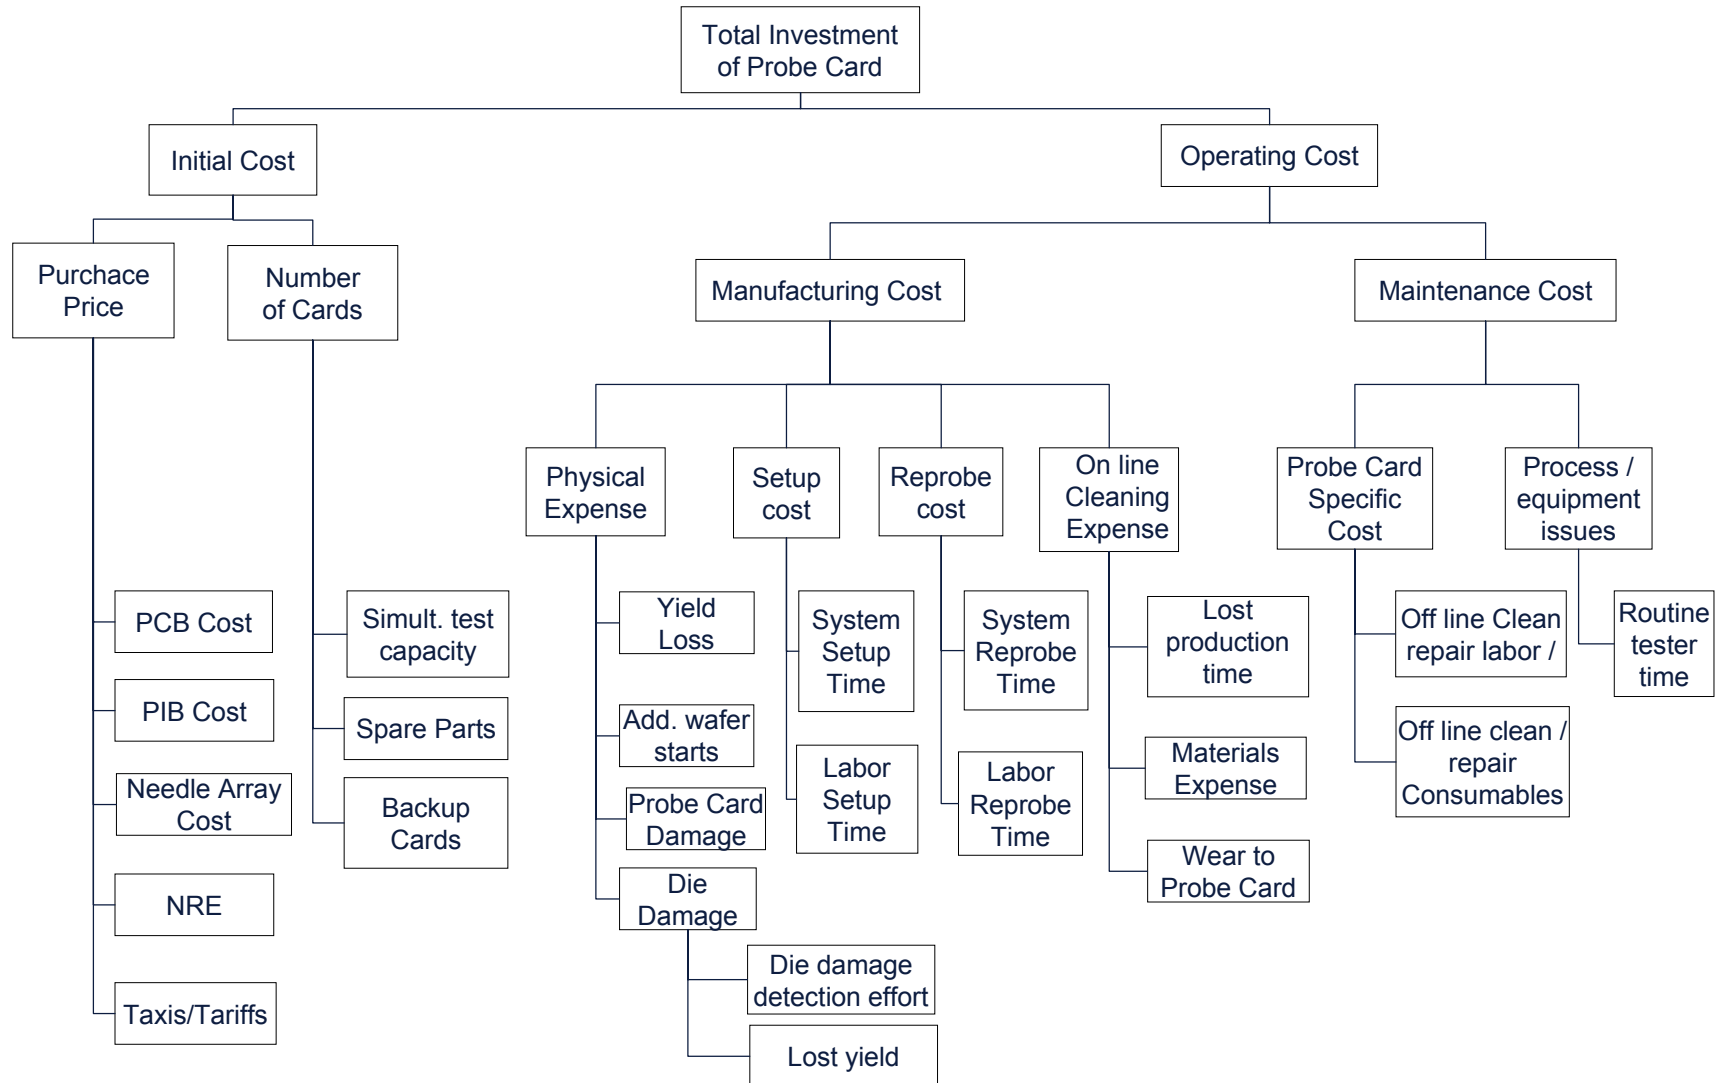 Total Investment
of Probe Card
Initial Cost
Operating Cost
Purchace
Price
Number
of Cards
Manufacturing Cost
Maintenance Cost
Physical
Expense
Setup
cost
Reprobe
cost
On line
Cleaning
Expense
Probe Card
Specific
Cost
Process /
equipment
issues
PCB Cost
PIB Cost
Needle Array
Cost
NRE
Taxis/Tariffs
Simult. test
capacity
Spare Parts
Backup
Cards
Yield
Loss
Add. wafer
starts
Probe Card
Damage
Die
Damage
Die damage
detection effort
Lost yield
System
Setup
Time
Labor
Setup
Time
System
Reprobe
Time
Labor
Reprobe
Time
Lost
production
time
Materials
Expense
Wear to
Probe Card
Off line Clean
repair labor /
Off line clean /
repair
Consumables
Routine
tester
time